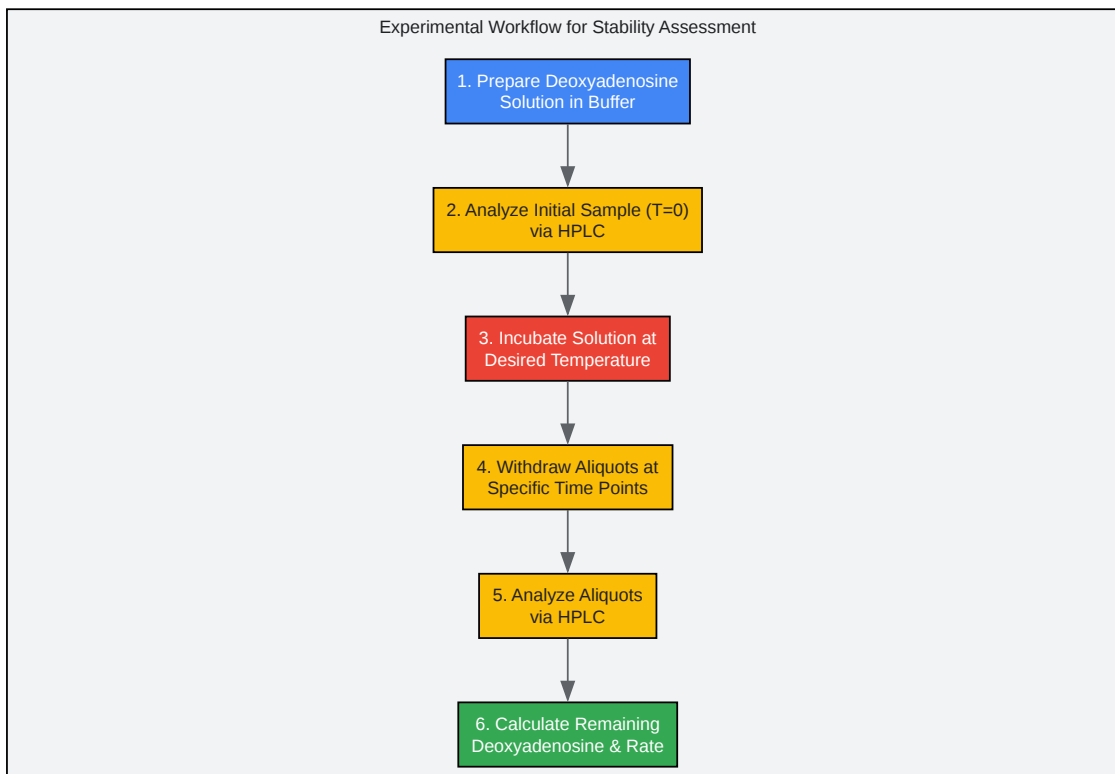 Experimental Workflow for Stability Assessment
1. Prepare Deoxyadenosine
Solution in Buffer
2. Analyze Initial Sample (T=0)
via HPLC
3. Incubate Solution at
Desired Temperature
4. Withdraw Aliquots at
Specific Time Points
5. Analyze Aliquots
via HPLC
6. Calculate Remaining
Deoxyadenosine & Rate